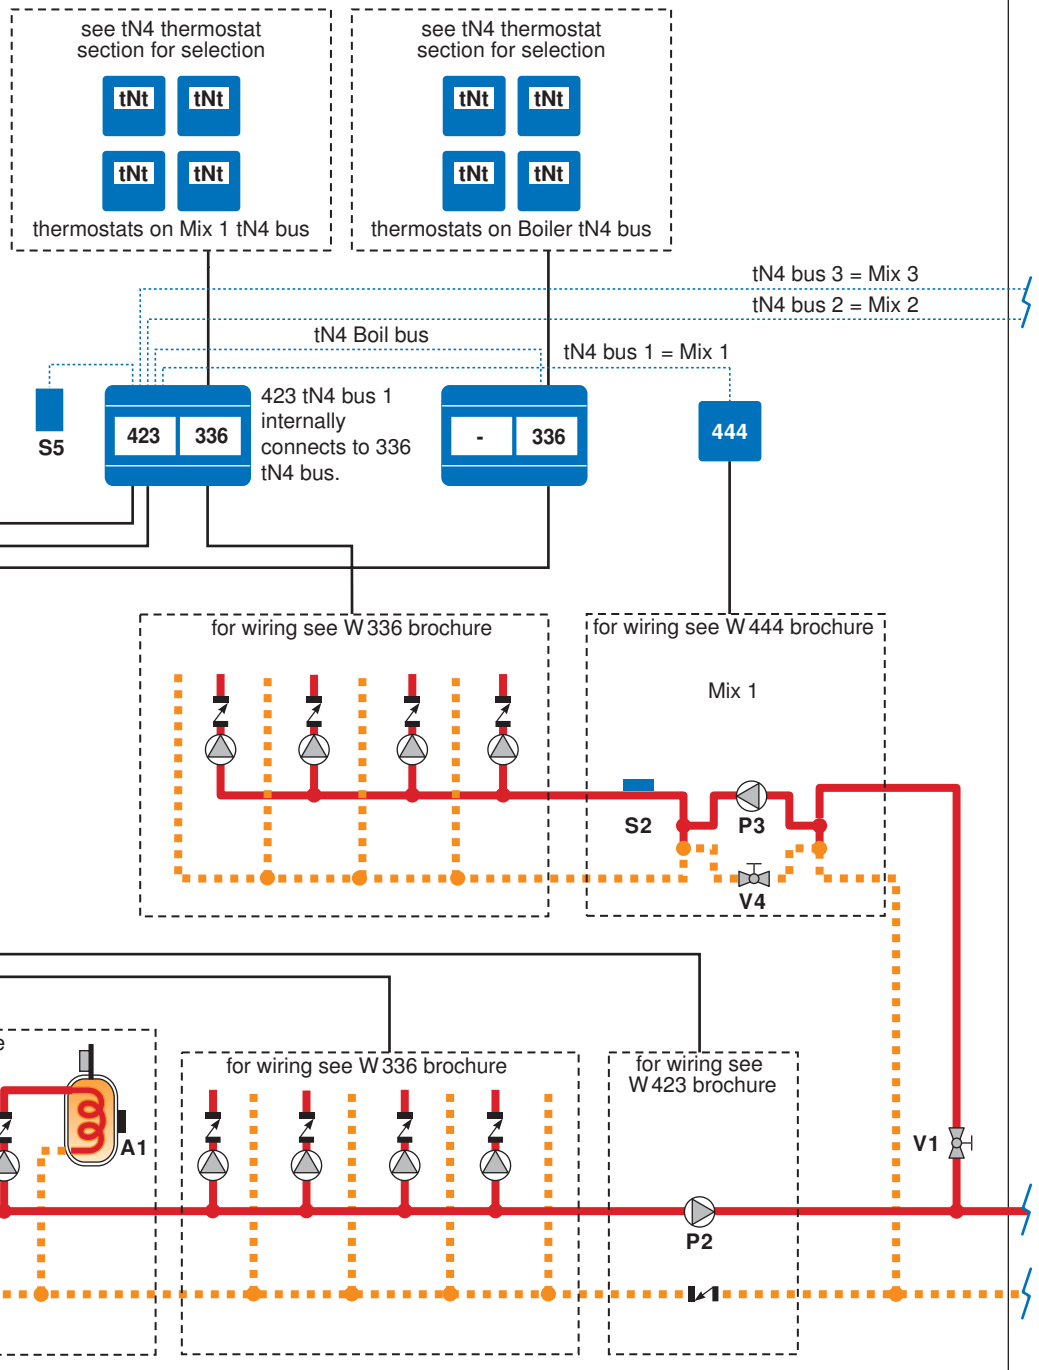 see tN4 thermostat
section for selection
tNt
tNt
tNt
tNt
thermostats on Mix 1 tN4 bus
see tN4 thermostat
section for selection
tNt
tNt
tNt
tNt
thermostats on Boiler tN4 bus
tN4 bus 3 = Mix 3
tN4 bus 2 = Mix 2
tN4 Boil bus
tN4 bus 1 = Mix 1
S5
423
336
423 tN4 bus 1
internally
connects to 336
tN4 bus.
-
336
444
for wiring see W 336 brochure
for wiring see W 444 brochure
Mix 1
S2
P3
V4
e
A1
for wiring see W 336 brochure
for wiring see
W 423 brochure
V1
P2